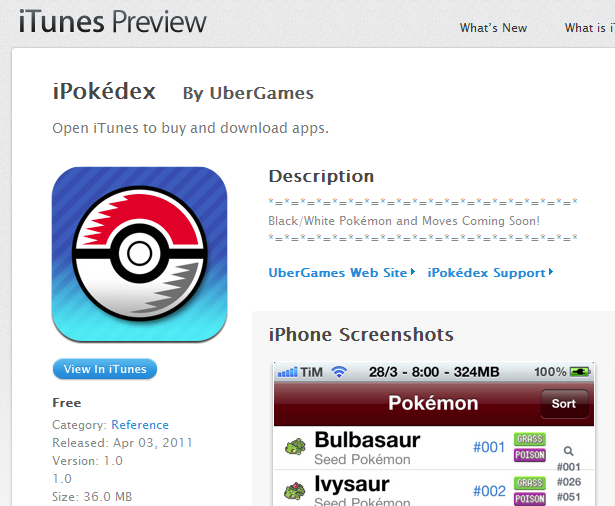 iTunes Preview
What's New
What is iT
iPokédex By UberGames
Open iTunes to buy and download apps.
Description
*=*=*=*=*=*=*=*=*=*=*=*=*=*=*=*=*=*=*=*
Black/White Pokémon and Moves Coming Soon!
*=*=*=*=*=*=*=*=*=*=*=*=*=*=*=*=*=*=*=*
UberGames Web Site iPokédex Support
View In iTunes
Free
Category: Reference
Released: Apr 03, 2011
Version: 1.0
1.0
Size: 36.0 MB
iPhone Screenshots
TiM 28/3 - 8:00 - 324MB 100%
Pokémon Sort
Bulbasaur #001 GRASS
Seed Pokémon POISON
Ivysaur #002 GRASS
POISON
#001
#026
#051